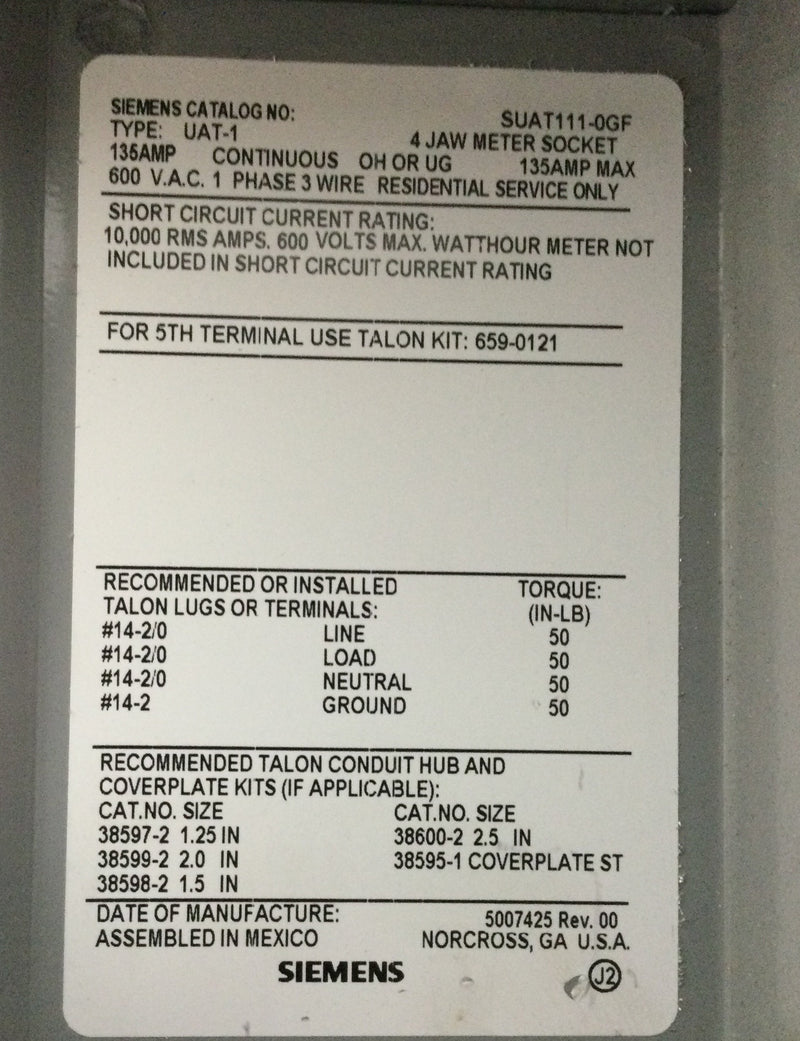 SIEMENS CATALOG NO: SUAT111-0GF
TYPE: UAT-1 4 JAW METER SOCKET
135AMP CONTINUOUS OH OR UG 135AMP MAX
600 V.A.C. 1 PHASE 3 WIRE RESIDENTIAL SERVICE ONLY
SHORT CIRCUIT CURRENT RATING:
10,000 RMS AMPS. 600 VOLTS MAX. WATTHOUR METER NOT
INCLUDED IN SHORT CIRCUIT CURRENT RATING
FOR 5TH TERMINAL USE TALON KIT: 659-0121
RECOMMENDED OR INSTALLED TORQUE:
TALON LUGS OR TERMINALS: (IN-LB)
#14-2/0 LINE 50
#14-2/0 LOAD 50
#14-2/0 NEUTRAL 50
#14-2 GROUND 50
RECOMMENDED TALON CONDUIT HUB AND
COVERPLATE KITS (IF APPLICABLE):
CAT.NO. SIZE CAT.NO. SIZE
38597-2 1.25 IN 38600-2 2.5 IN
38599-2 2.0 IN 38595-1 COVERPLATE ST
38598-2 1.5 IN
DATE OF MANUFACTURE: 5007425 Rev. 00
ASSEMBLED IN MEXICO NORCROSS, GA U.S.A.
SIEMENS J2